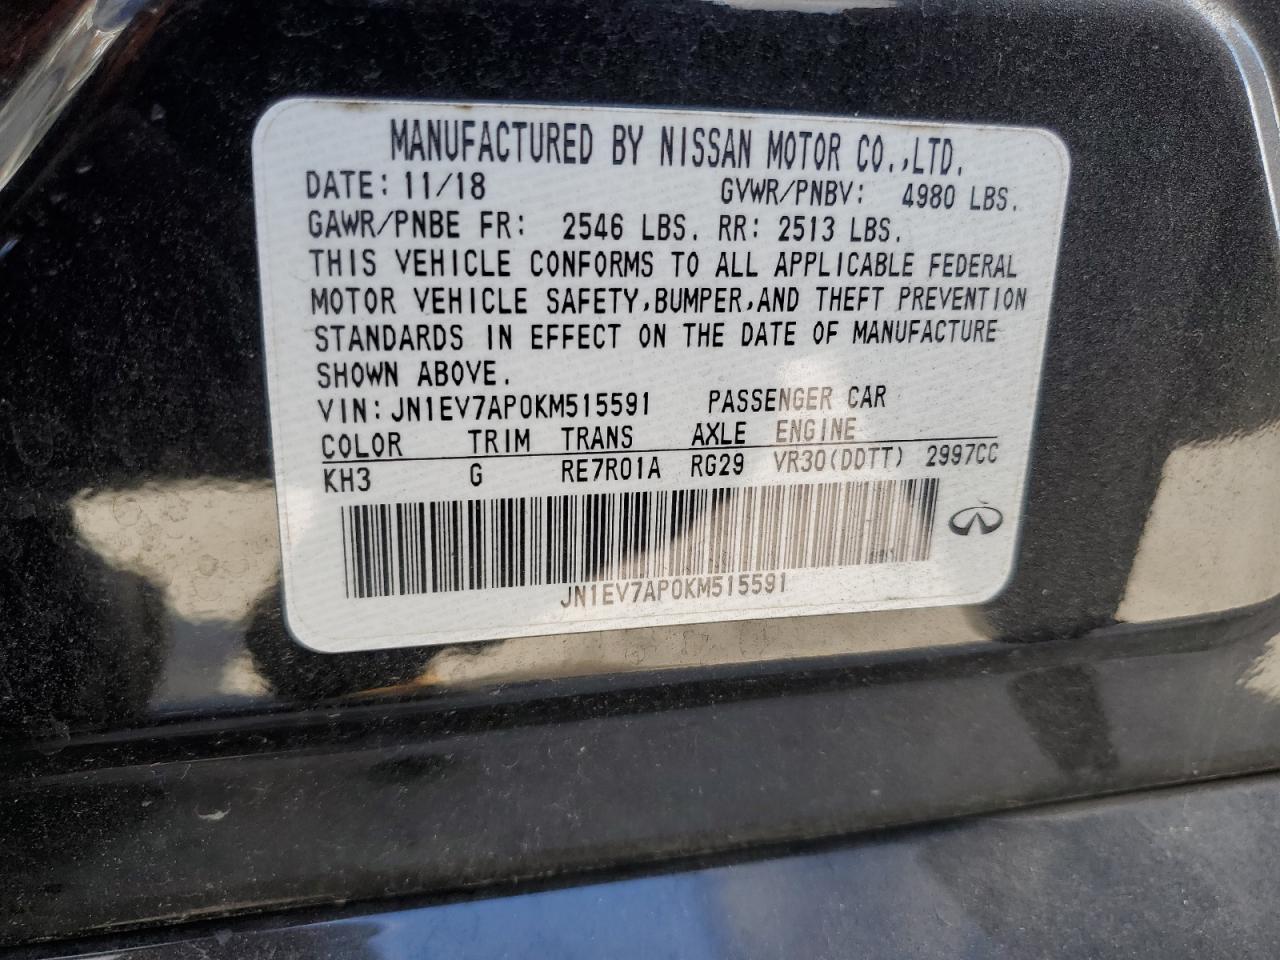 MANUFACTURED BY NISSAN MOTOR CO.,LTD.
DATE: 11/18 GVWR/PNBV: 4980 LBS.
GAWR/PNBE FR: 2546 LBS. RR: 2513 LBS.
THIS VEHICLE CONFORMS TO ALL APPLICABLE FEDERAL
MOTOR VEHICLE SAFETY,BUMPER,AND THEFT PREVENTION
STANDARDS IN EFFECT ON THE DATE OF MANUFACTURE
SHOWN ABOVE.
VIN: JN1EV7AP0KM515591 PASSENGER CAR
COLOR TRIM TRANS AXLE ENGINE
KH3 G RE7R01A RG29 VR30(DDTT) 2997CC
JN1EV7AP0KM515591